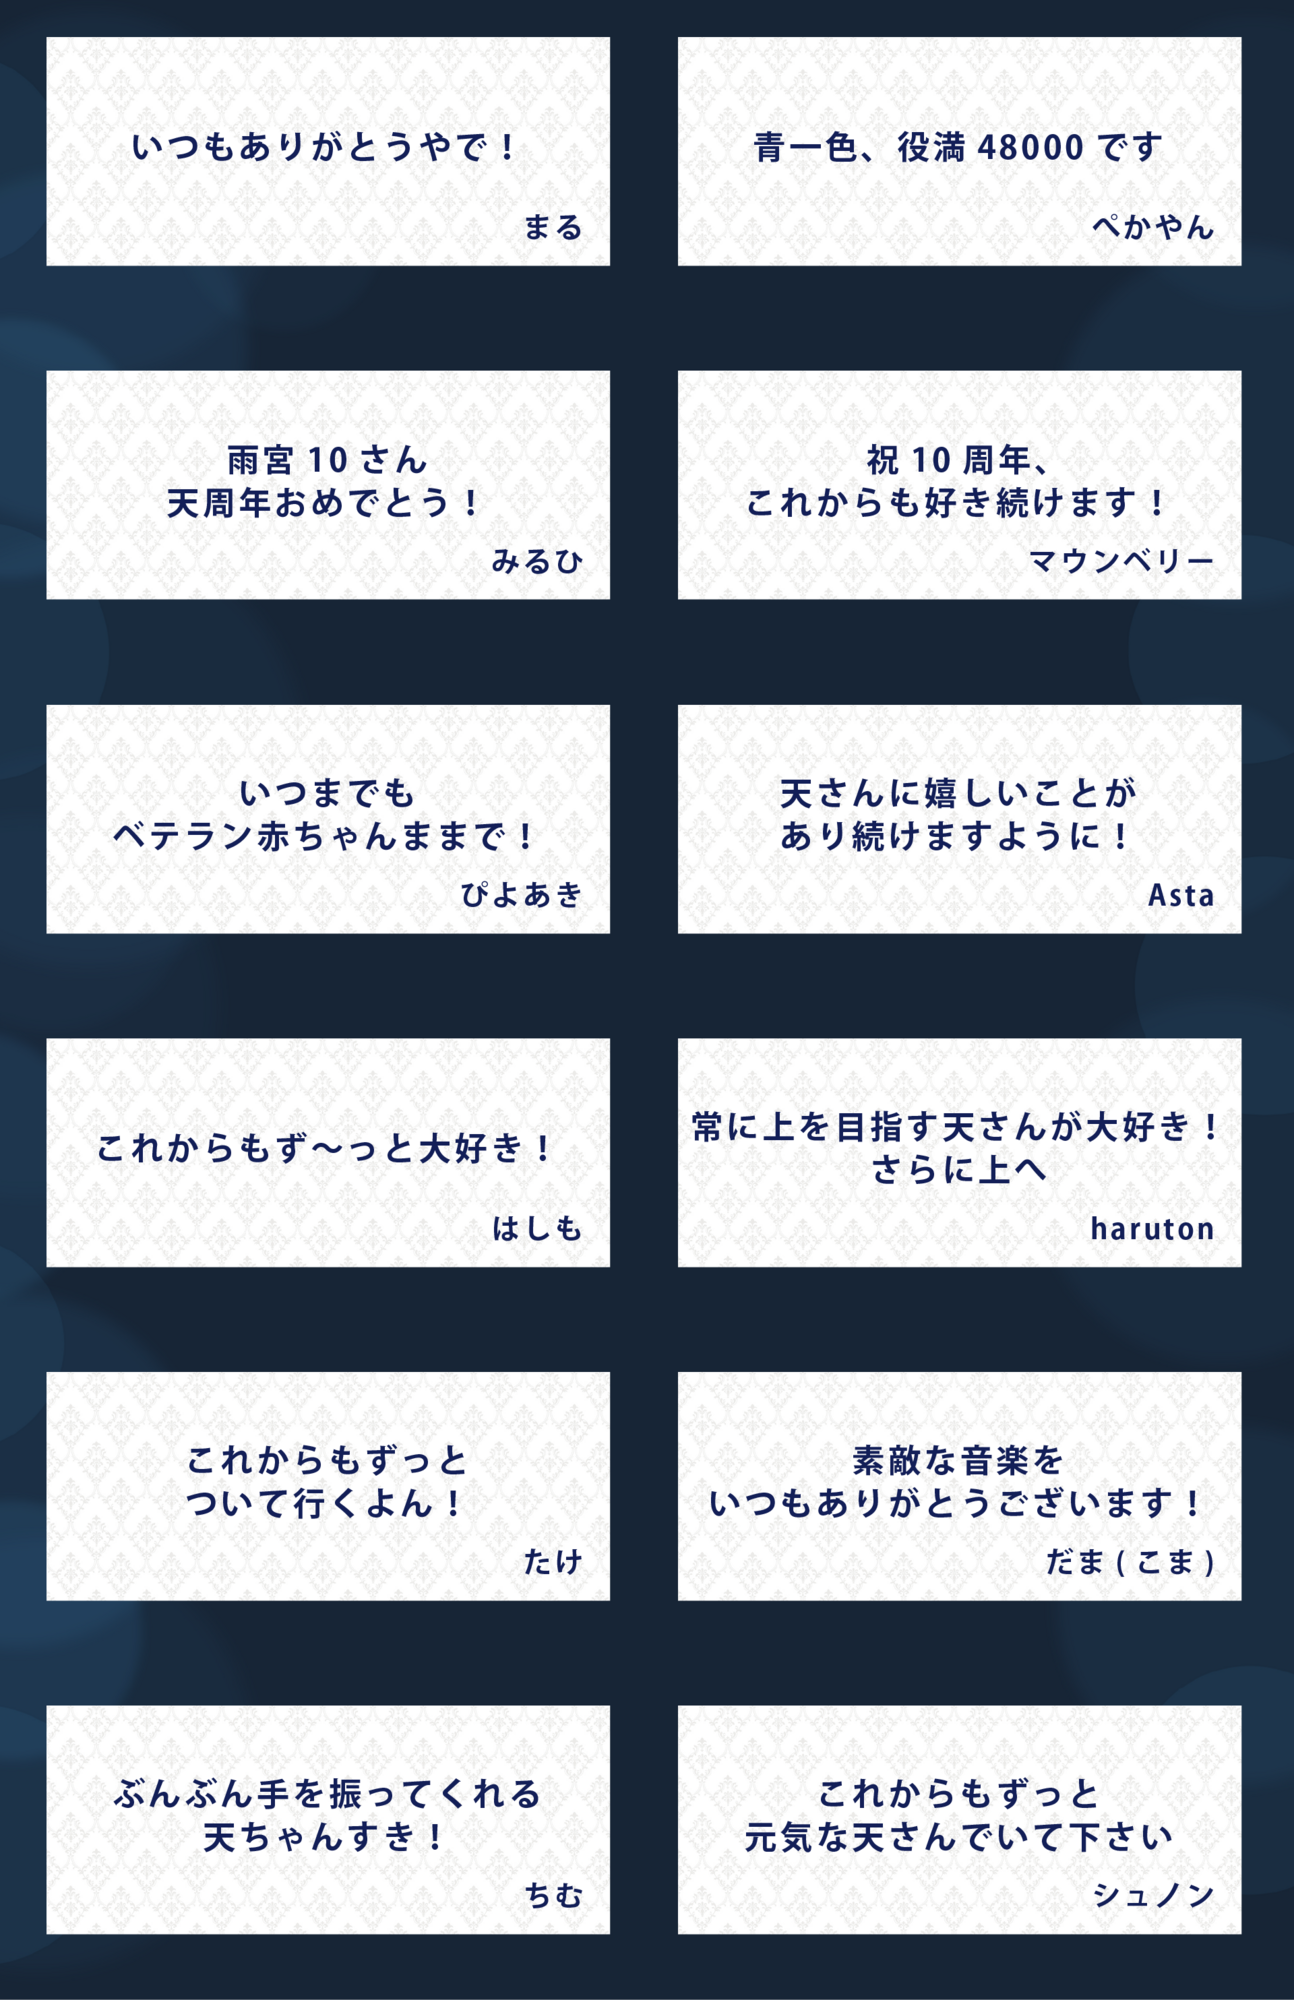 いつもありがとうやで！
まる
青一色、役満 48000 です
ぺかやん
雨宮 10 さん
天周年おめでとう！
みるひ
祝 10 周年、
これからも好き続けます！
マウンベリー
いつまでも
ベテラン赤ちゃんままで！
ぴよあき
天さんに嬉しいことが
あり続けますように！
Asta
これからもず～っと大好き！
はしも
常に上を目指す天さんが大好き！
さらに上へ
haruton
これからもずっと
ついて行くよん！
たけ
素敵な音楽を
いつもありがとうございます！
だま ( こま )
ぶんぶん手を振ってくれる
天ちゃんすき！
ちむ
これからもずっと
元気な天さんでいて下さい
シュノン